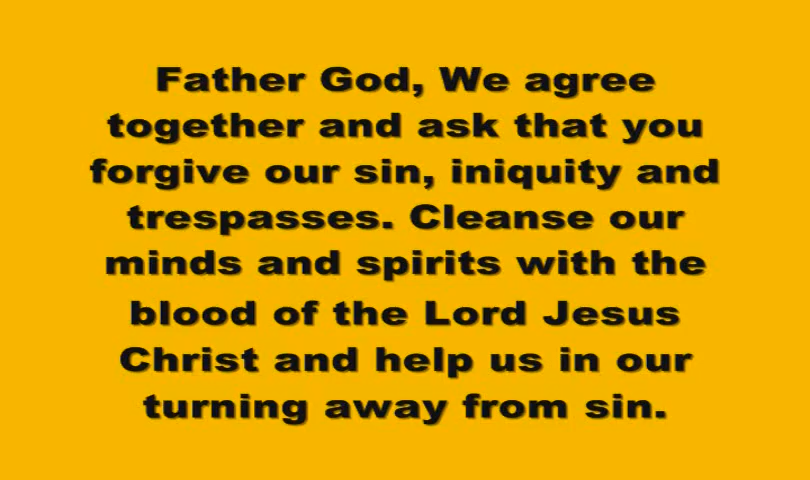 Father God, We agree
together and ask that you
forgive our sin, iniquity and
trespasses. Cleanse our
minds and spirits with the
blood of the Lord Jesus
Christ and help us in our
turning away from sin.